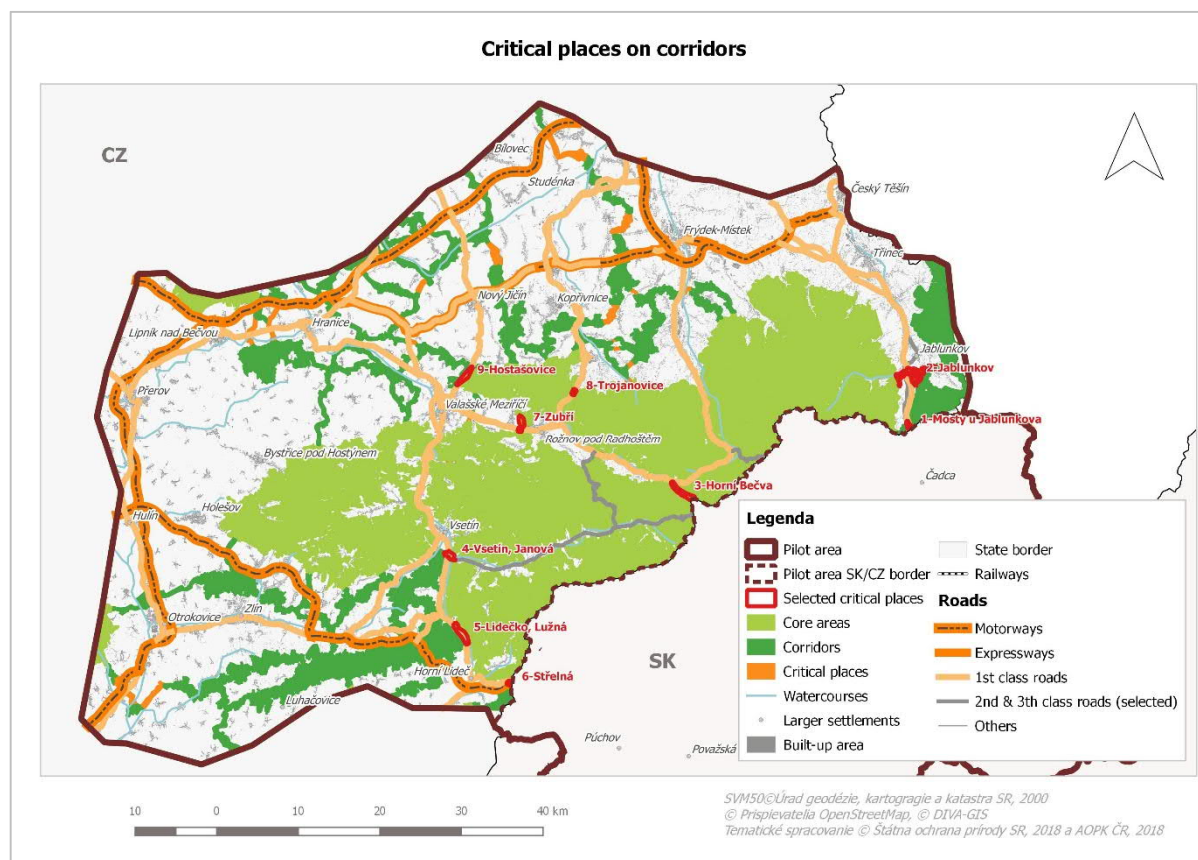 Critical places on corridors
CZ
Bílovec
Studénka
Český Těšín
Frýdek-Místek
Třinec
Nový Jičín
Kopřivnice
Hranice
Lipník nad Bečvou
Jablunkov
9-Hostašovice
2-Jablunkov
8-Trojanovice
Přerov
Valašské Meziříčí
7-Zubří
1-Mosty u Jablunkova
Rožnov pod Radhoštěm
Bystřice pod Hostýnem
Čadca
3-Horní Bečva
Holešov
Hulín
Vsetín
4-Vsetín, Janová
Otrokovice
Zlín
5-Lidečko, Lužná
SK
Horní Lideč
6-Střelná
Luhačovice
Púchov
Považská
Legenda
Pilot area
Pilot area SK/CZ border
Selected critical places
Core areas
Corridors
Critical places
Watercourses
Larger settlements
Built-up area
State border
Railways
Roads
Motorways
Expressways
1st class roads
2nd & 3th class roads (selected)
Others
10 0 10 20 30 40 km
SVM50©Úrad geodézie, kartogragie a katastra SR, 2000
© Prispievatelia OpenStreetMap, © DIVA-GIS
Tematické spracovanie © Štátna ochrana prírody SR, 2018 a AOPK ČR, 2018